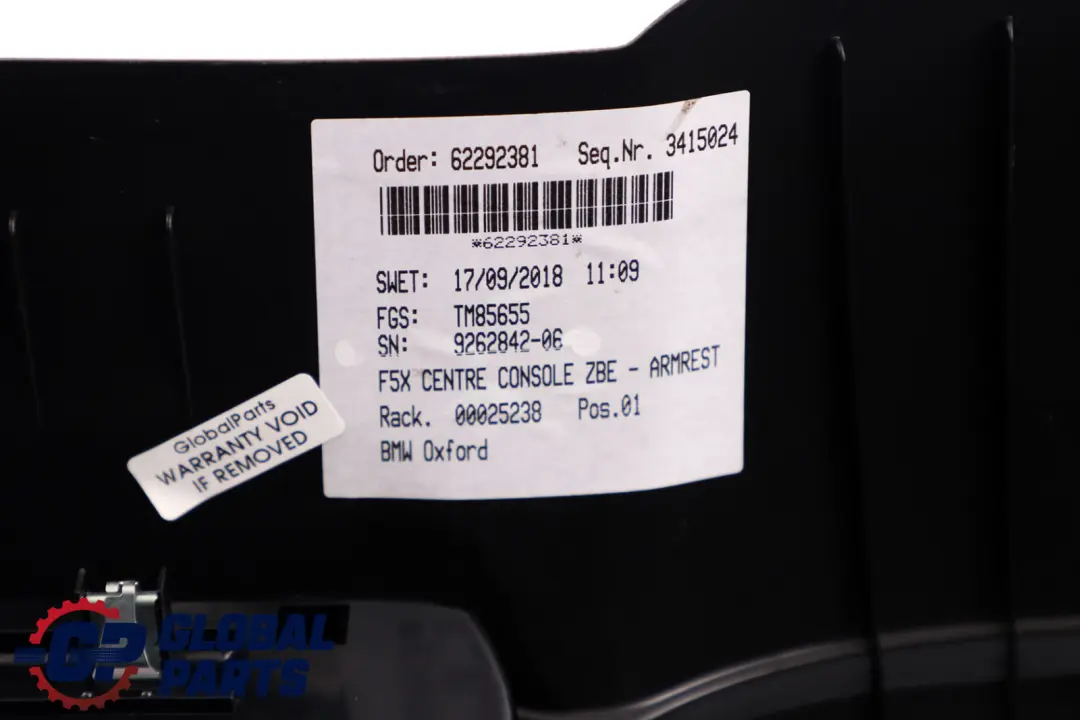 Order: 62292381 Seq.Nr. 3415024
*62292381*
SWET: 17/09/2018 11:09
FGS: TM85655
SN: 9262842-06
F5X CENTRE CONSOLE ZBE - ARMREST
Rack. 00025238 Pos.01
BMW Oxford
GlobalParts
WARRANTY VOID
IF REMOVED
GP GLOBAL
PARTS